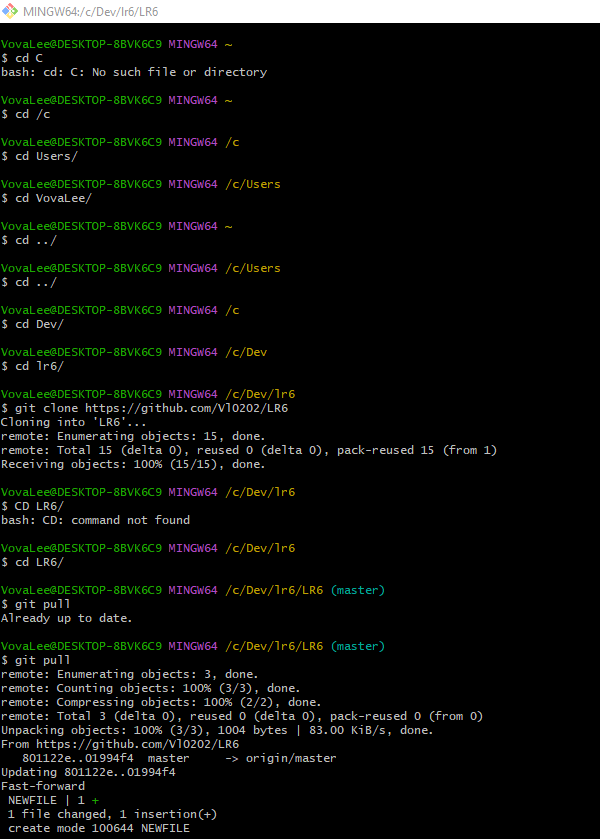 MINGW64:/c/Dev/lr6/LR6
VovaLee@DESKTOP-8BVK6C9 MINGW64 ~
$ cd C
bash: cd: C: No such file or directory
VovaLee@DESKTOP-8BVK6C9 MINGW64 ~
$ cd /c
VovaLee@DESKTOP-8BVK6C9 MINGW64 /c
$ cd Users/
VovaLee@DESKTOP-8BVK6C9 MINGW64 /c/Users
$ cd VovaLee/
VovaLee@DESKTOP-8BVK6C9 MINGW64 ~
$ cd ../
VovaLee@DESKTOP-8BVK6C9 MINGW64 /c/Users
$ cd ../
VovaLee@DESKTOP-8BVK6C9 MINGW64 /c
$ cd Dev/
VovaLee@DESKTOP-8BVK6C9 MINGW64 /c/Dev
$ cd lr6/
VovaLee@DESKTOP-8BVK6C9 MINGW64 /c/Dev/lr6
$ git clone https://github.com/Vl0202/LR6
Cloning into 'LR6'...
remote: Enumerating objects: 15, done.
remote: Total 15 (delta 0), reused 0 (delta 0), pack-reused 15 (from 1)
Receiving objects: 100% (15/15), done.
VovaLee@DESKTOP-8BVK6C9 MINGW64 /c/Dev/lr6
$ CD LR6/
bash: CD: command not found
VovaLee@DESKTOP-8BVK6C9 MINGW64 /c/Dev/lr6
$ cd LR6/
VovaLee@DESKTOP-8BVK6C9 MINGW64 /c/Dev/lr6/LR6 (master)
$ git pull
Already up to date.
VovaLee@DESKTOP-8BVK6C9 MINGW64 /c/Dev/lr6/LR6 (master)
$ git pull
remote: Enumerating objects: 3, done.
remote: Counting objects: 100% (3/3), done.
remote: Compressing objects: 100% (2/2), done.
remote: Total 3 (delta 0), reused 0 (delta 0), pack-reused 0 (from 0)
Unpacking objects: 100% (3/3), 1004 bytes | 83.00 KiB/s, done.
From https://github.com/Vl0202/LR6
   801122e..01994f4  master     -> origin/master
Updating 801122e..01994f4
Fast-forward
 NEWFILE | 1 +
 1 file changed, 1 insertion(+)
 create mode 100644 NEWFILE